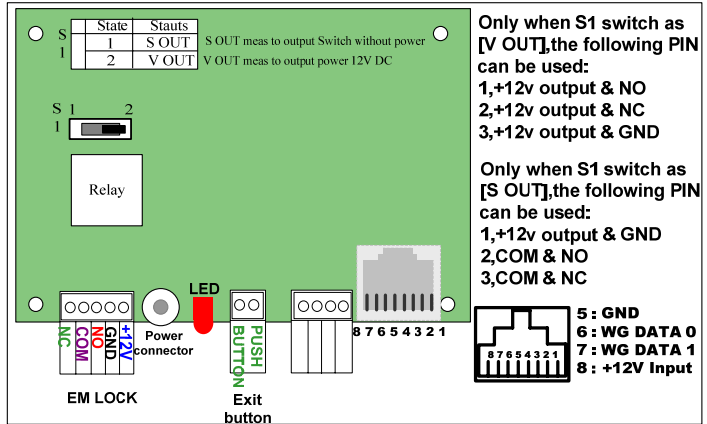 S
1
State Stauts
1 S OUT S OUT meas to output Switch without power
2 V OUT V OUT meas to output power 12V DC
S 1 2
1
Relay
LED
NC
COM
NO
GND
+12V
Power
connector
PUSH
BUTTON
8 7 6 5 4 3 2 1
EM LOCK
Exit
button
Only when S1 switch as
[V OUT],the following PIN
can be used:
1,+12v output & NO
2,+12v output & NC
3,+12v output & GND
Only when S1 switch as
[S OUT],the following PIN
can be used:
1,+12v output & GND
2,COM & NO
3,COM & NC
8 7 6 5 4 3 2 1
5 : GND
6 : WG DATA 0
7 : WG DATA 1
8 : +12V Input